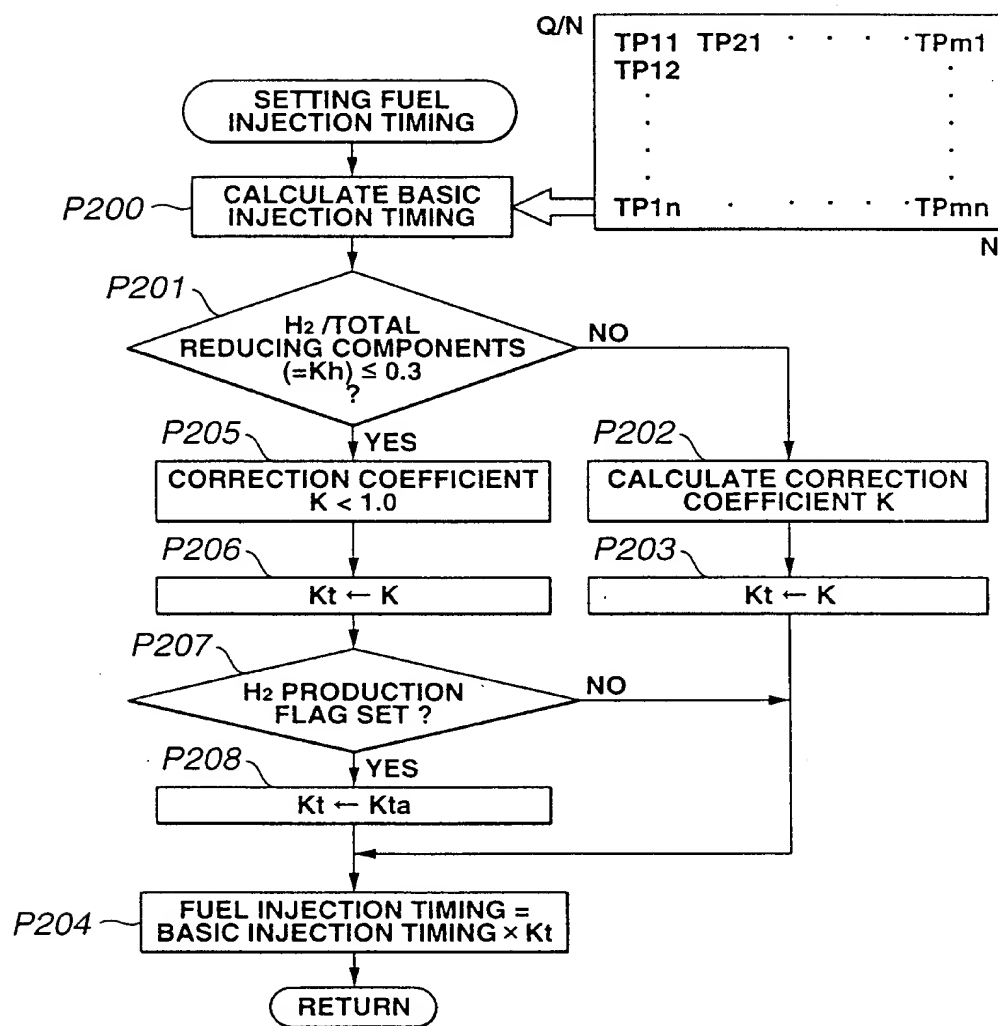 Q/N
TP11 TP21 · · · · TPm1
TP12
TP1n · · · · TPmn
N
SETTING FUEL
INJECTION TIMING
P200
CALCULATE BASIC
INJECTION TIMING
P201
H2 /TOTAL
REDUCING COMPONENTS
(=Kh) ≤ 0.3
?
NO
YES
P205
CORRECTION COEFFICIENT
K < 1.0
P202
CALCULATE CORRECTION
COEFFICIENT K
P206
Kt ← K
P203
Kt ← K
P207
H2 PRODUCTION
FLAG SET ?
NO
YES
P208
Kt ← Kta
P204
FUEL INJECTION TIMING =
BASIC INJECTION TIMING × Kt
RETURN